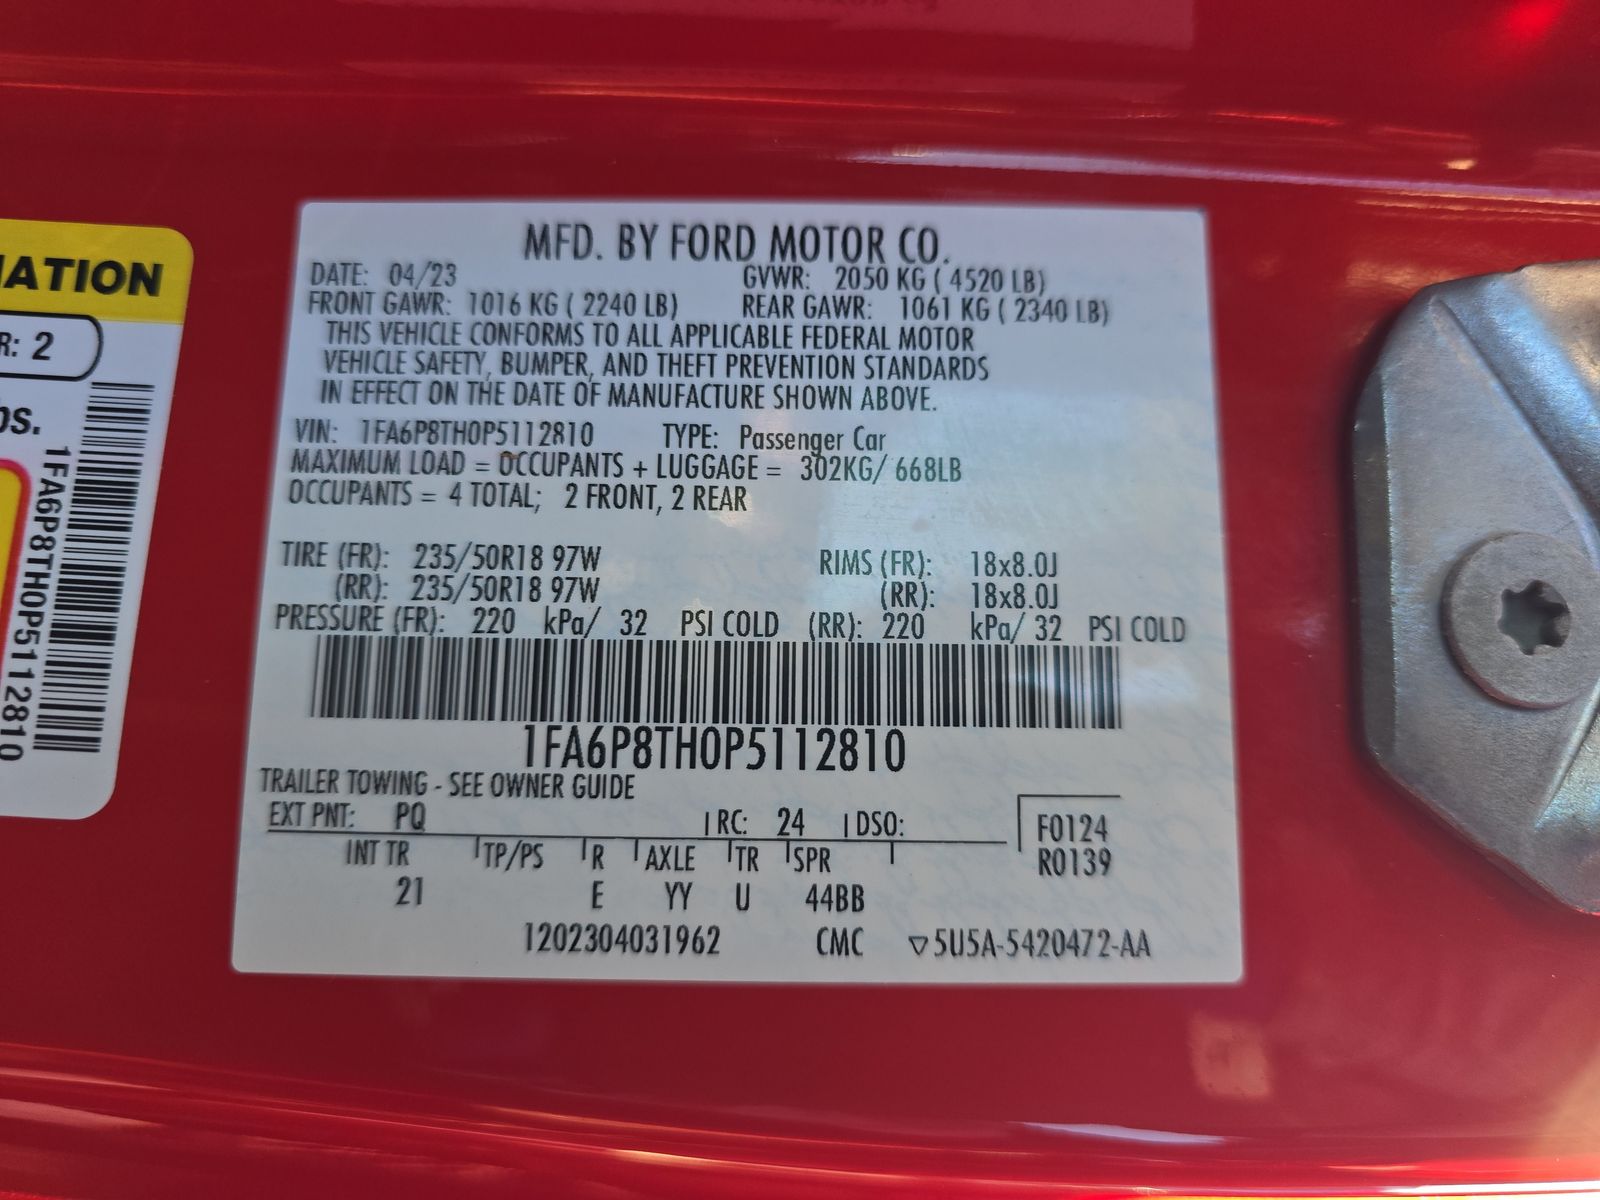 MFD. BY FORD MOTOR CO.
DATE: 04/23 GVWR: 2050 KG ( 4520 LB)
FRONT GAWR: 1016 KG ( 2240 LB) REAR GAWR: 1061 KG ( 2340 LB)
THIS VEHICLE CONFORMS TO ALL APPLICABLE FEDERAL MOTOR
VEHICLE SAFETY, BUMPER, AND THEFT PREVENTION STANDARDS
IN EFFECT ON THE DATE OF MANUFACTURE SHOWN ABOVE.
VIN: 1FA6P8TH0P5112810 TYPE: Passenger Car
MAXIMUM LOAD = OCCUPANTS + LUGGAGE = 302KG/ 668LB
OCCUPANTS = 4 TOTAL; 2 FRONT, 2 REAR
TIRE (FR): 235/50R18 97W RIMS (FR): 18x8.0J
(RR): 235/50R18 97W (RR): 18x8.0J
PRESSURE (FR): 220 kPa/ 32 PSI COLD (RR): 220 kPa/ 32 PSI COLD
1FA6P8TH0P5112810
TRAILER TOWING - SEE OWNER GUIDE
EXT PNT: PQ RC: 24 DSO: F0124
R0139
INT TR TP/PS R AXLE TR SPR
21 E YY U 44BB
1202304031962 CMC ▽5U5A-5420472-AA
IATION
R: 2
bs.
1FA6P8TH0P5112810